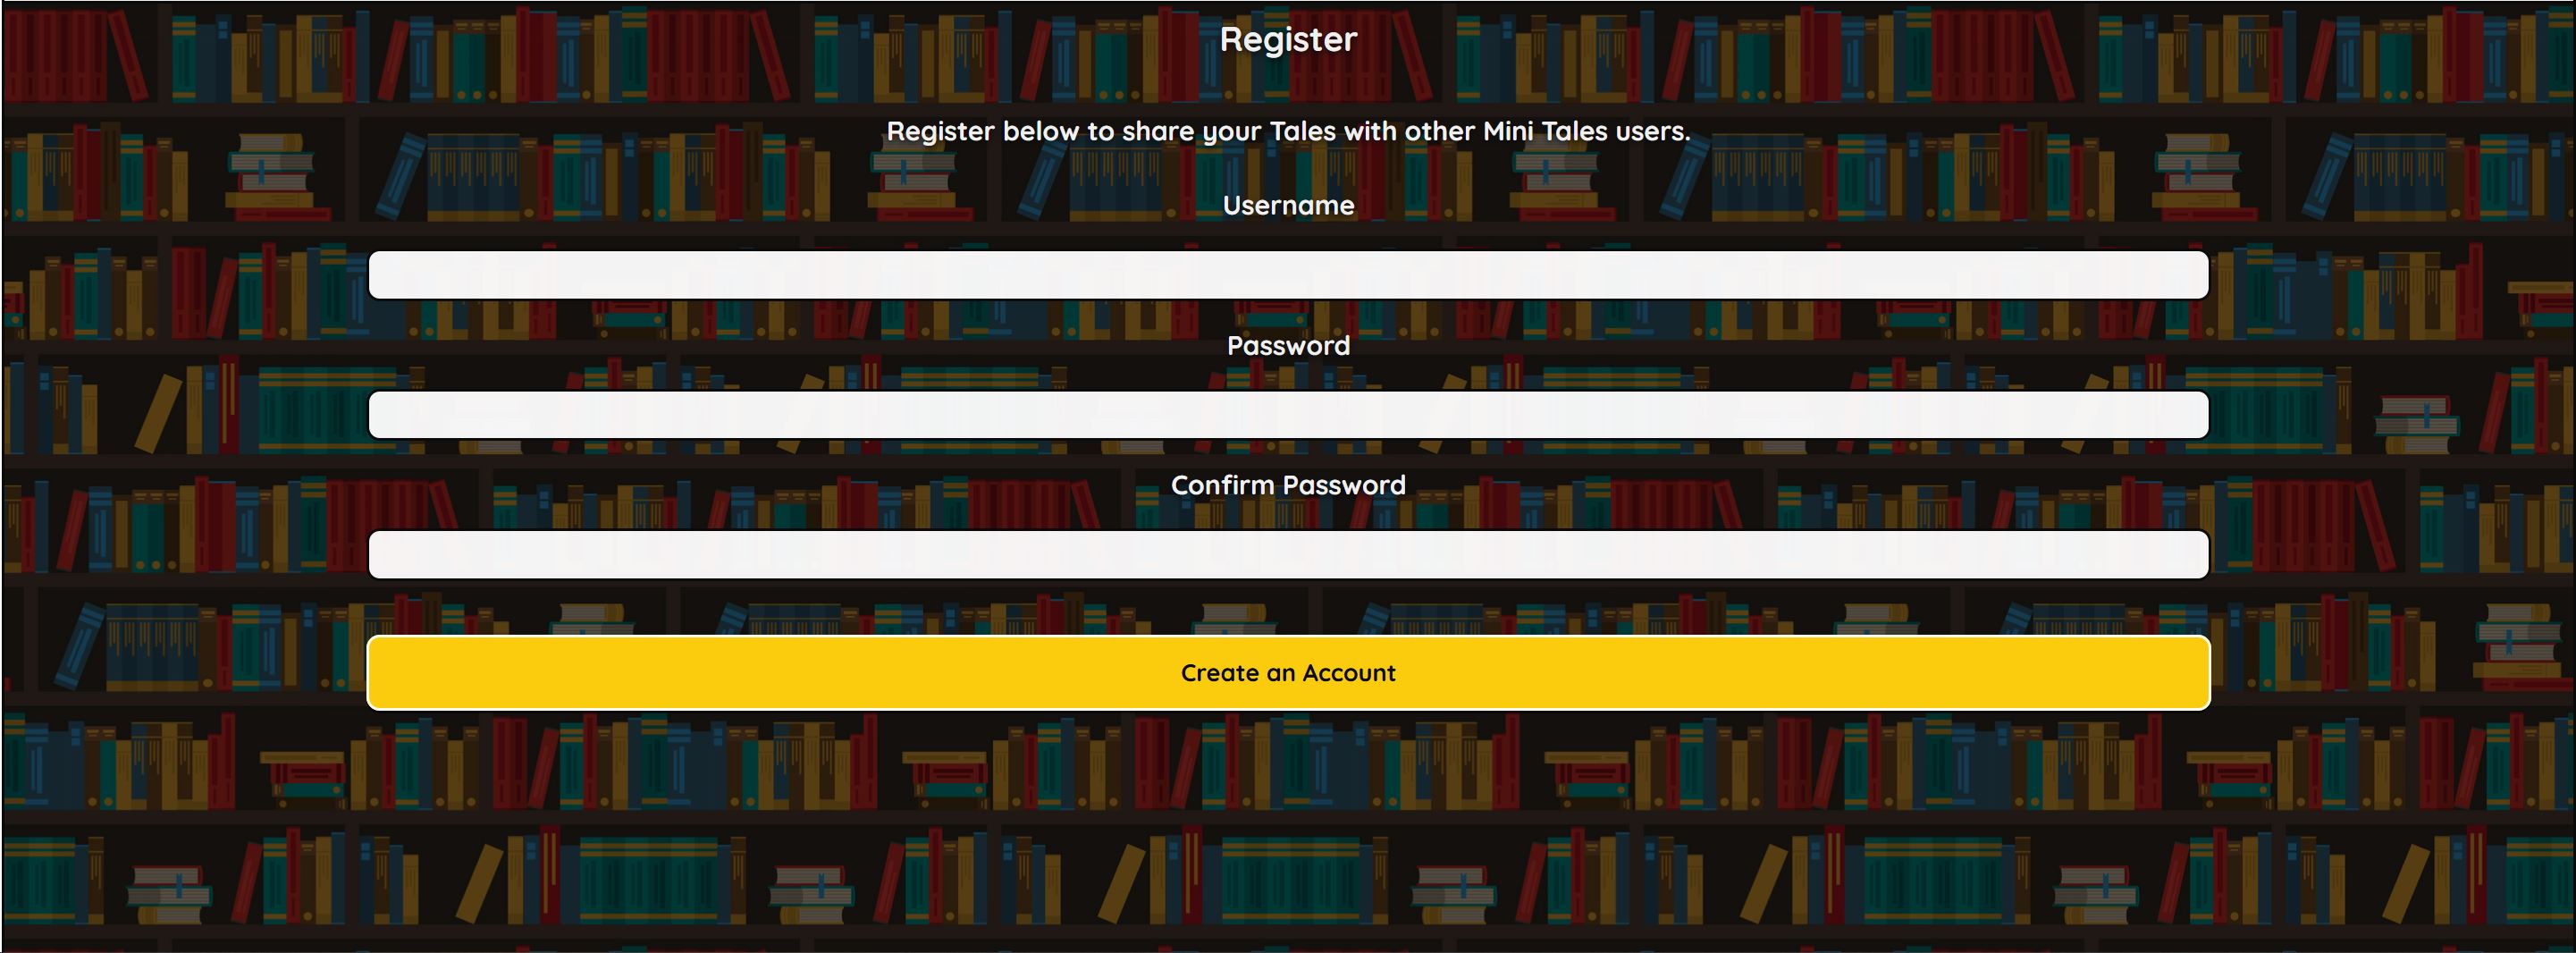 Register
Register below to share your Tales with other Mini Tales users.
Username
Password
Confirm Password
Create an Account